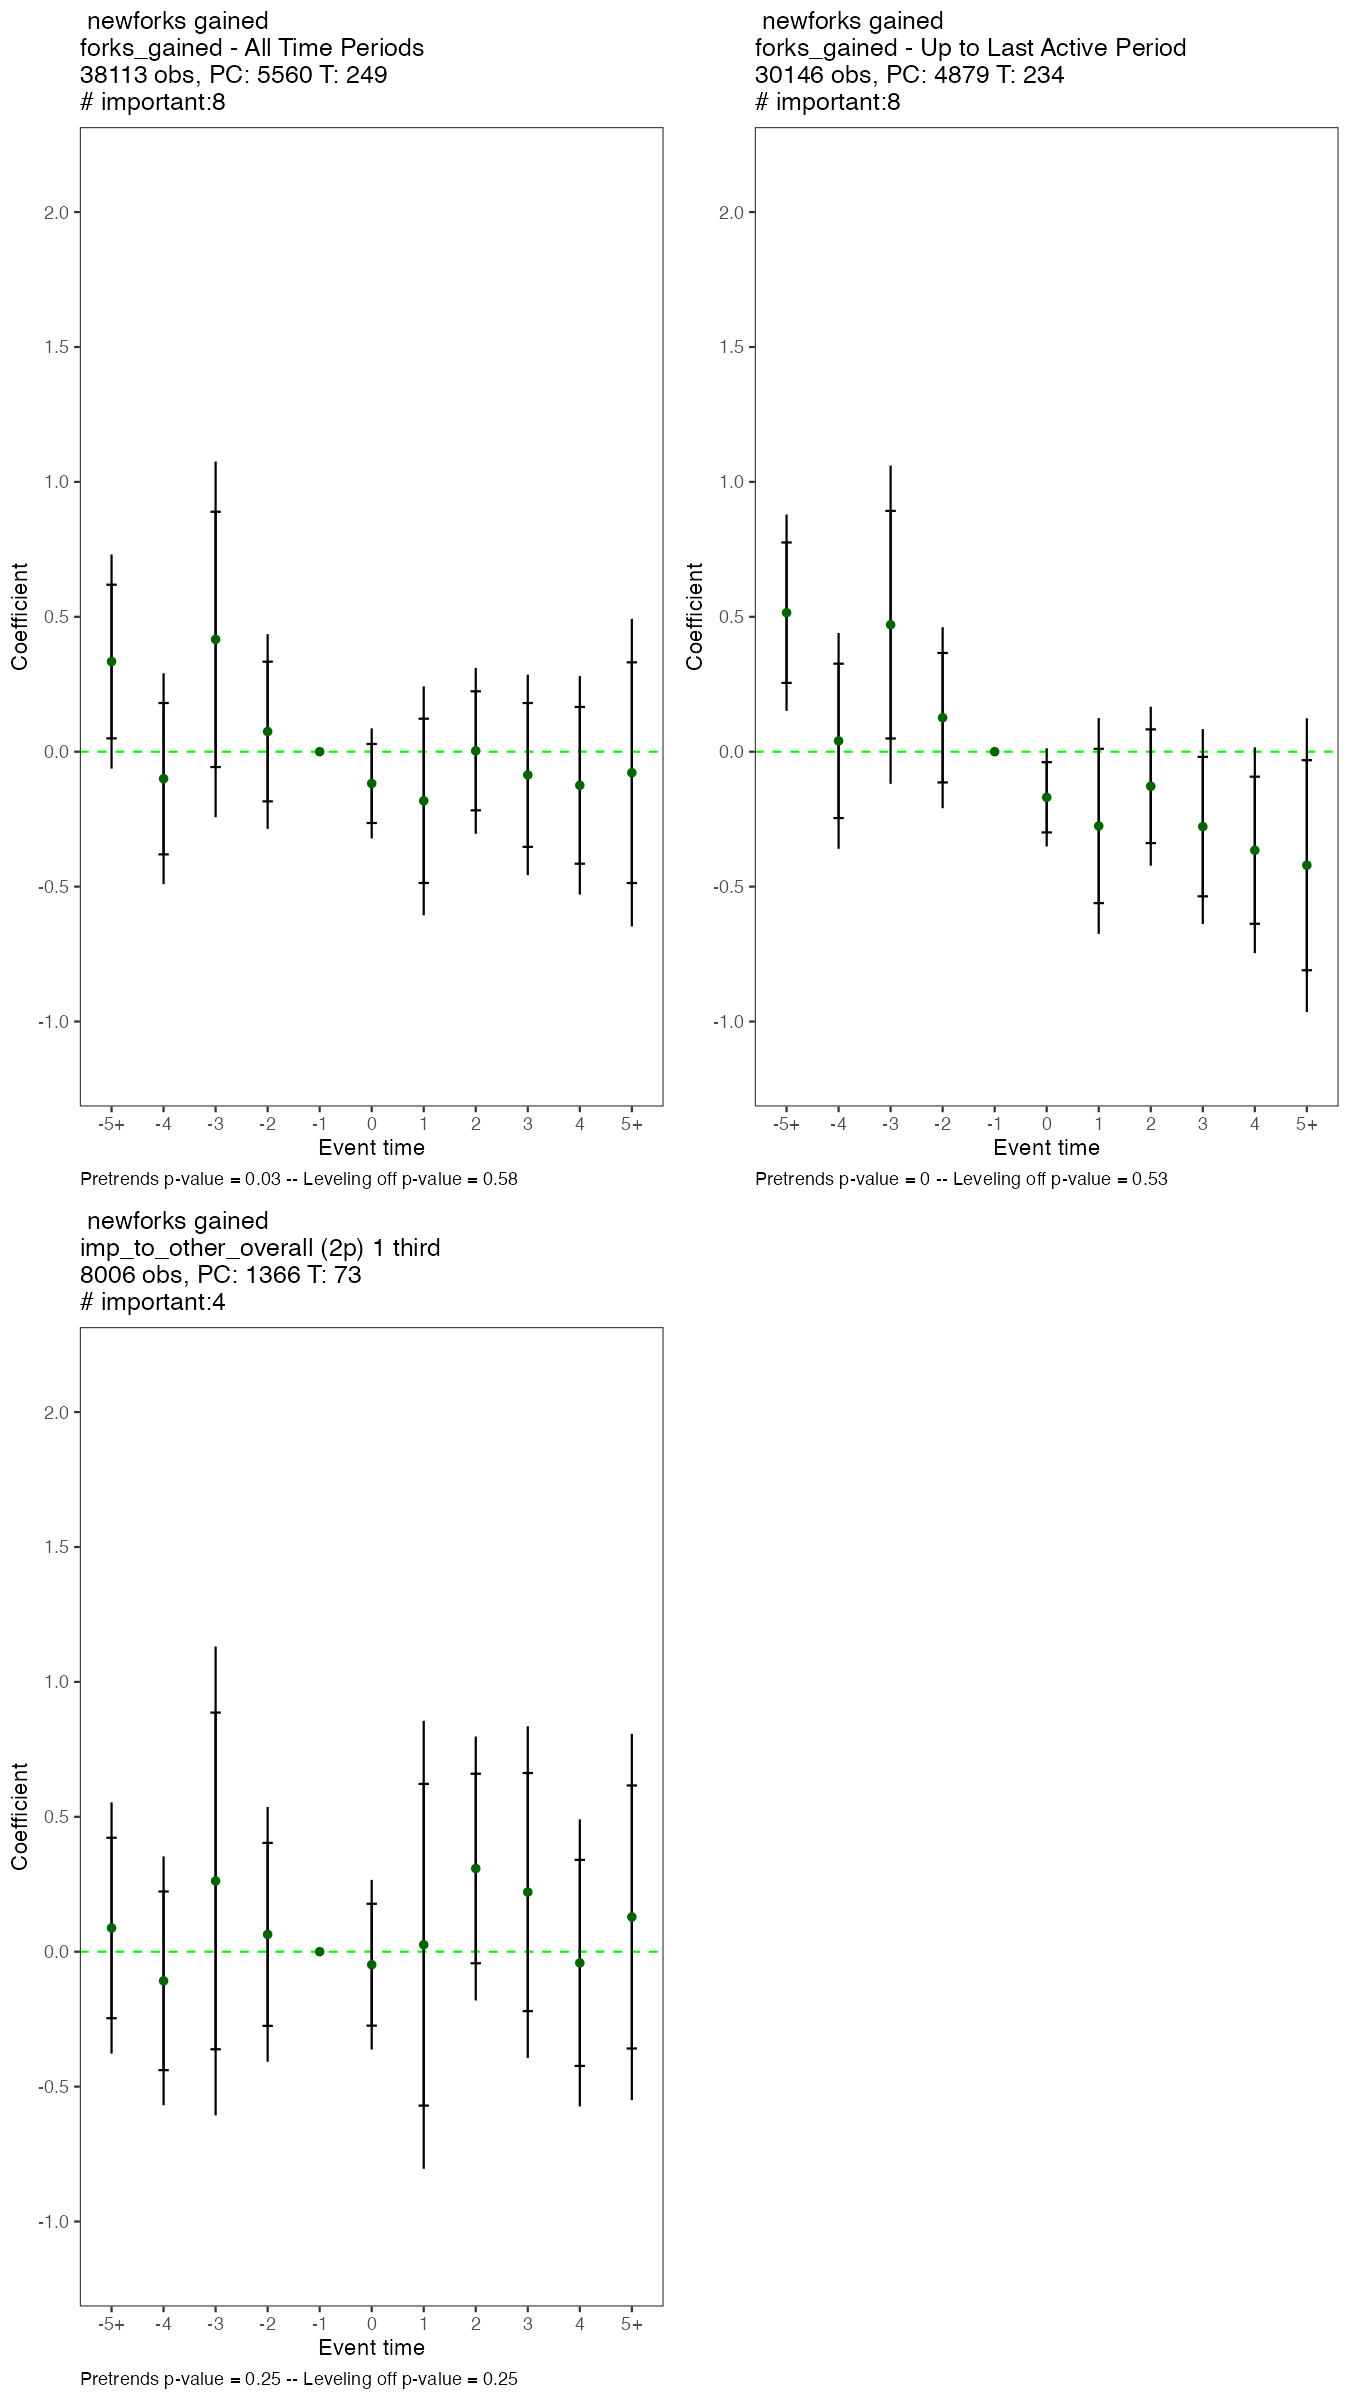 newforks gained
forks_gained - All Time Periods
38113 obs, PC: 5560 T: 249
# important:8
2.0
1.5
1.0
0.5
0.0
-0.5
-1.0
Coefficient
-5+ -4 -3 -2 -1 0 1 2 3 4 5+
Event time
Pretrends p-value = 0.03 -- Leveling off p-value = 0.58
newforks gained
forks_gained - Up to Last Active Period
30146 obs, PC: 4879 T: 234
# important:8
2.0
1.5
1.0
0.5
0.0
-0.5
-1.0
Coefficient
-5+ -4 -3 -2 -1 0 1 2 3 4 5+
Event time
Pretrends p-value = 0 -- Leveling off p-value = 0.53
newforks gained
imp_to_other_overall (2p) 1 third
8006 obs, PC: 1366 T: 73
# important:4
2.0
1.5
1.0
0.5
0.0
-0.5
-1.0
Coefficient
-5+ -4 -3 -2 -1 0 1 2 3 4 5+
Event time
Pretrends p-value = 0.25 -- Leveling off p-value = 0.25